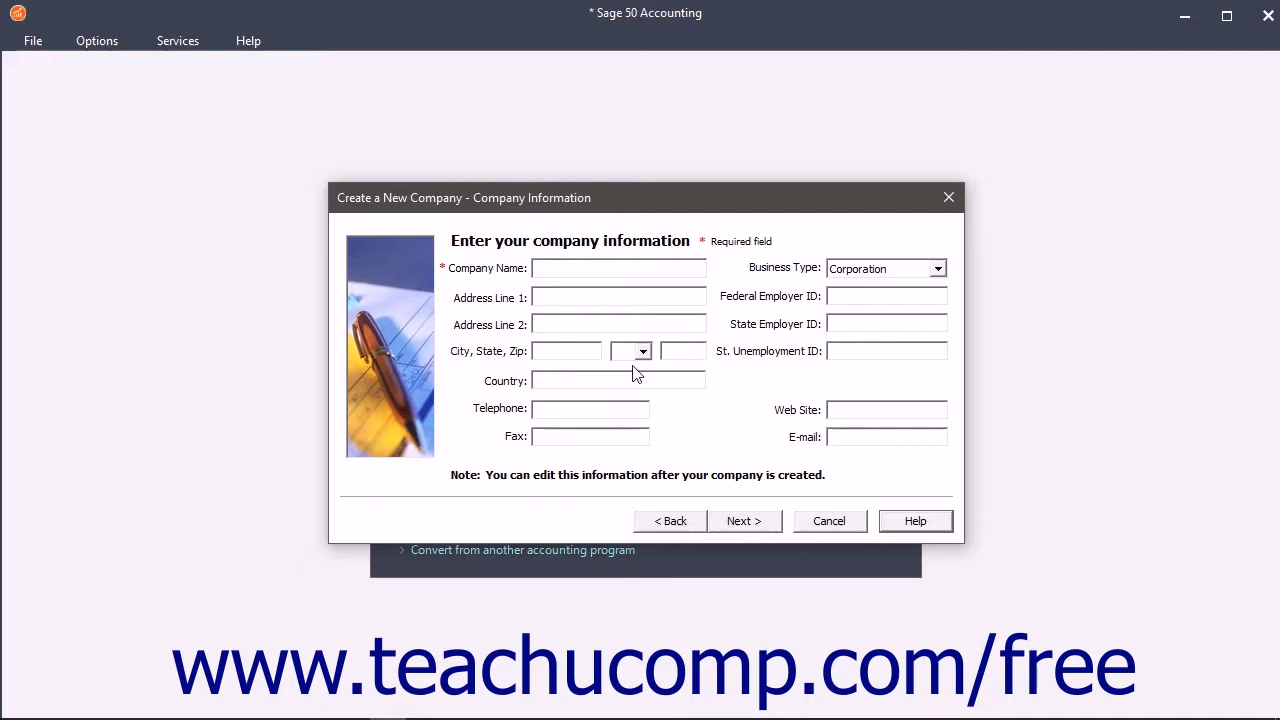 * Sage 50 Accounting
File Options Services Help
Create a New Company - Company Information
Enter your company information * Required field
* Company Name:
Business Type: Corporation
Address Line 1:
Federal Employer ID:
Address Line 2:
State Employer ID:
City, State, Zip:
St. Unemployment ID:
Country:
Telephone:
Web Site:
Fax:
E-mail:
Note: You can edit this information after your company is created.
< Back Next > Cancel Help
Convert from another accounting program
www.teachucomp.com/free